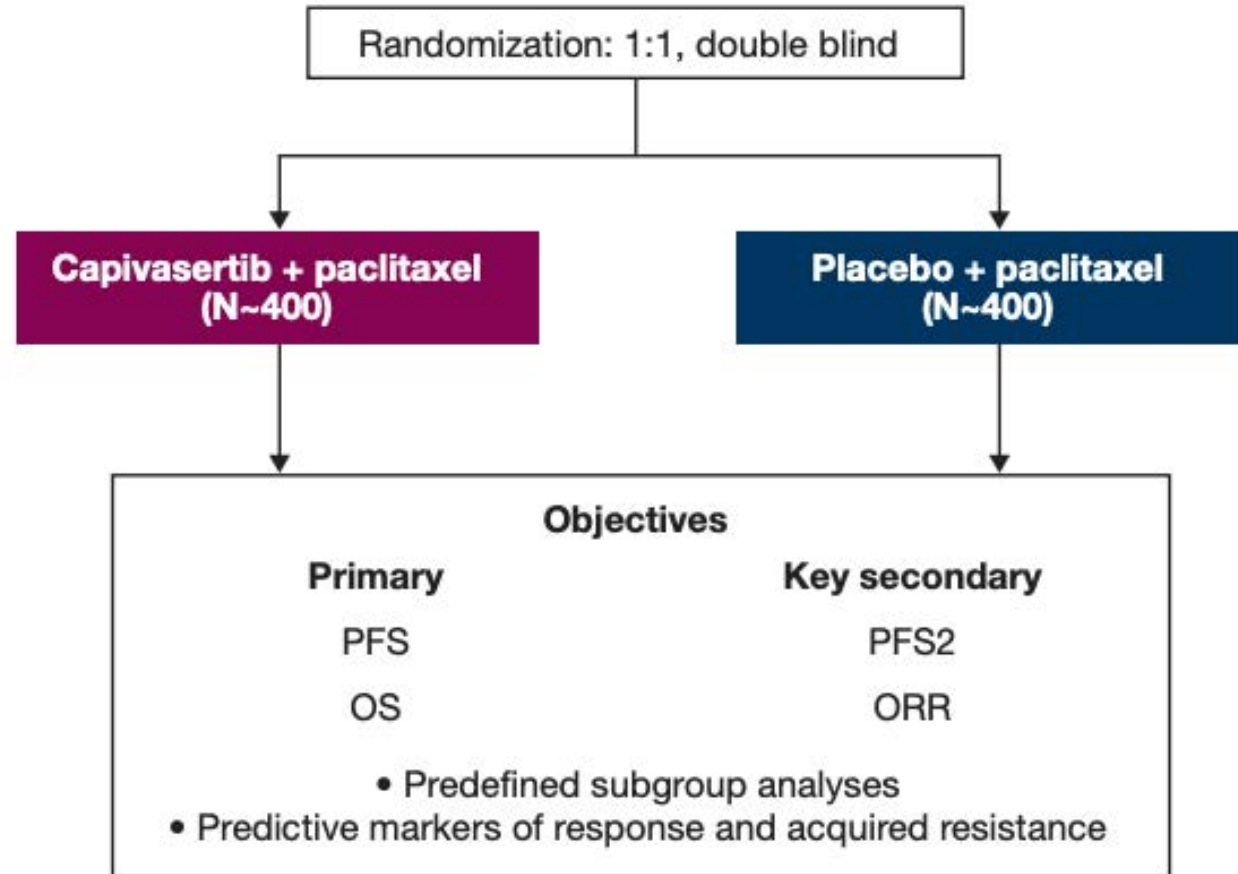 Randomization: 1:1, double blind
Capivasertib + paclitaxel
(N~400)
Placebo + paclitaxel
(N~400)
Objectives
Primary
Key secondary
PFS
PFS2
OS
ORR
• Predefined subgroup analyses
• Predictive markers of response and acquired resistance